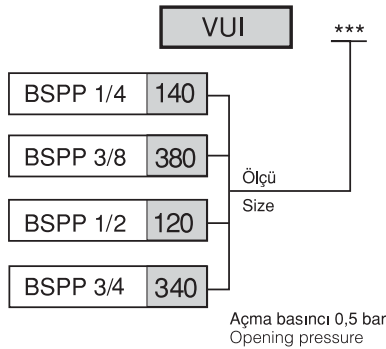 VUI ***
BSPP 1/4 140
BSPP 3/8 380
Ölçü
Size
BSPP 1/2 120
BSPP 3/4 340
Açma basıncı 0,5 bar
Opening pressure